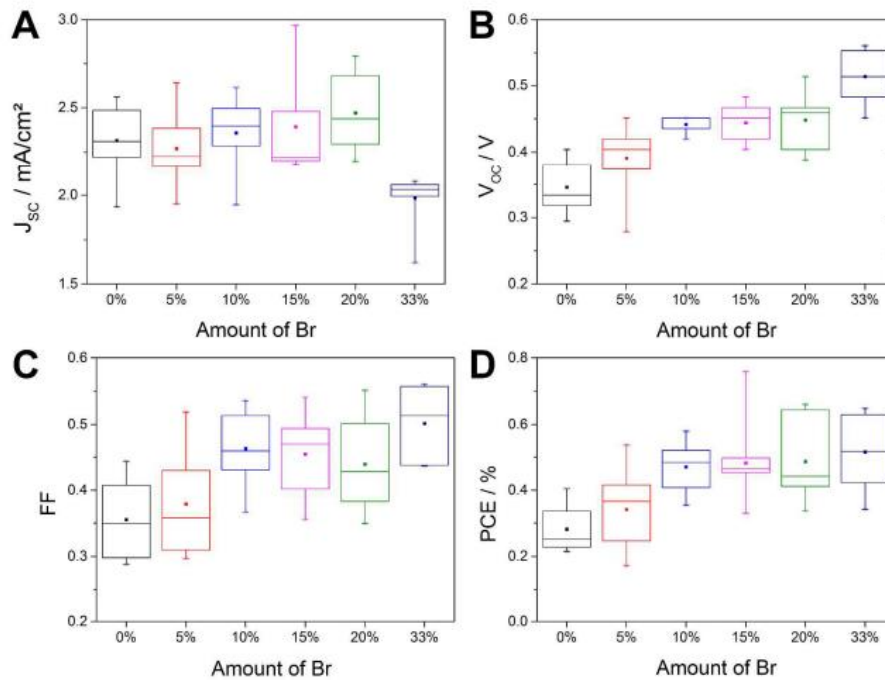 A
3.0
2.5
2.0
1.5
J_SC / mA/cm²
0% 5% 10% 15% 20% 33%
Amount of Br
B
0.6
0.5
0.4
0.3
0.2
V_OC / V
0% 5% 10% 15% 20% 33%
Amount of Br
C
0.6
0.5
0.4
0.3
0.2
FF
0% 5% 10% 15% 20% 33%
Amount of Br
D
0.8
0.6
0.4
0.2
0.0
PCE / %
0% 5% 10% 15% 20% 33%
Amount of Br